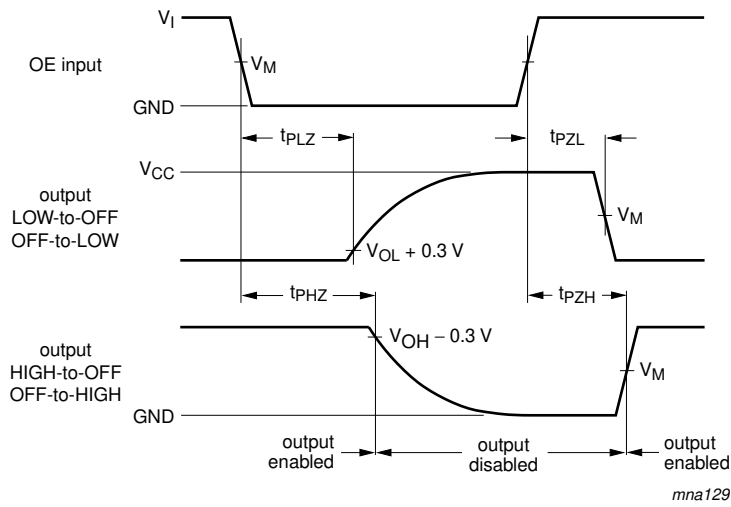 V_I
OE input
V_M
GND
t_PLZ
t_PZL
V_CC
output
LOW-to-OFF
OFF-to-LOW
V_M
V_OL + 0.3 V
t_PHZ
t_PZH
output
HIGH-to-OFF
OFF-to-HIGH
V_OH − 0.3 V
V_M
GND
output
enabled
output
disabled
output
enabled
mna129